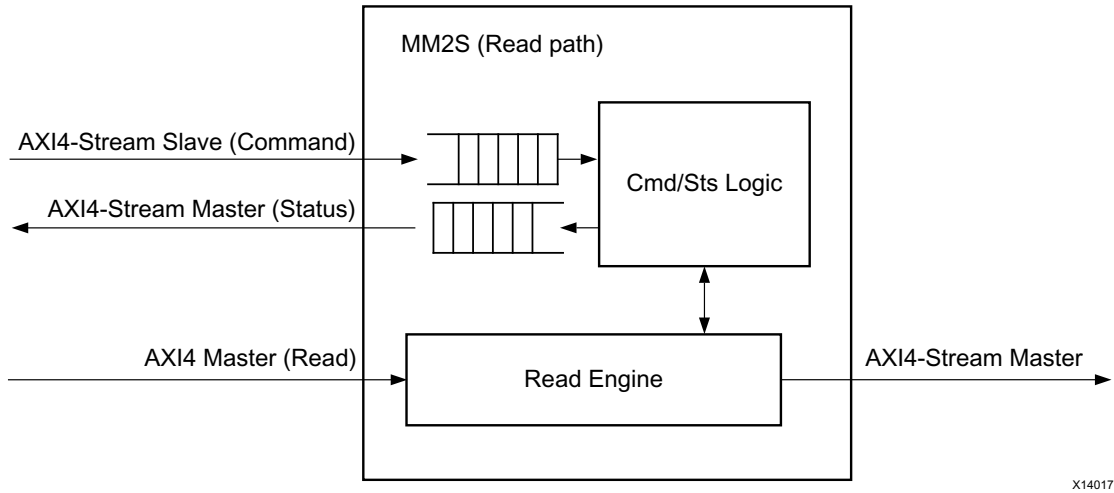 MM2S (Read path)
AXI4-Stream Slave (Command)
Cmd/Sts Logic
AXI4-Stream Master (Status)
AXI4 Master (Read)
Read Engine
AXI4-Stream Master
X14017